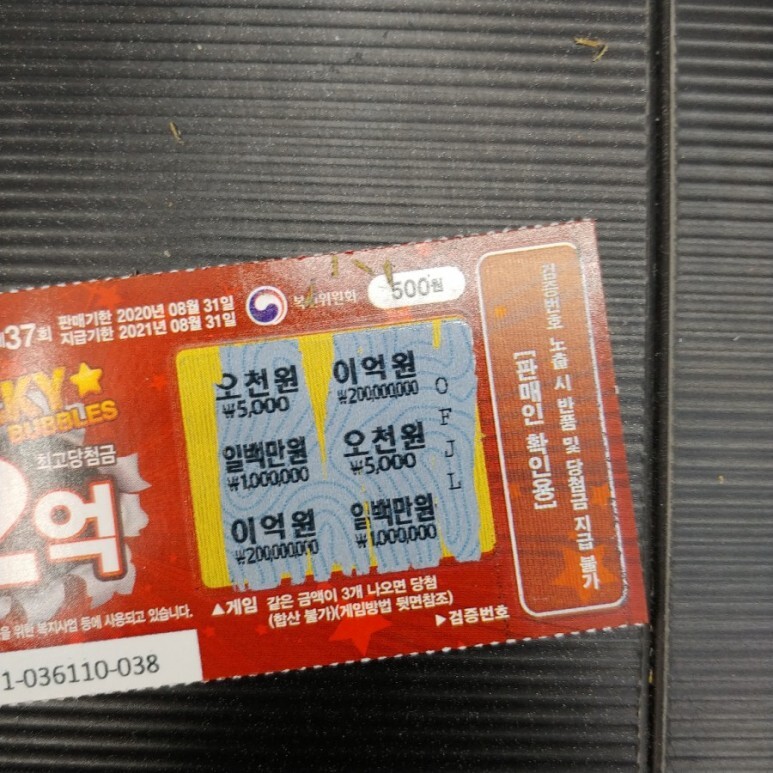 37회
판매기한 2020년 08월 31일
지급기한 2021년 08월 31일
복권위원회
500원
KY
BUBBLES
최고당첨금
2억
오천원
₩5,000
이억원
₩200,000,000
일백만원
₩1,000,000
오천원
₩5,000
이억원
₩200,000,000
일백만원
₩1,000,000
O
F
J
L
▲게임 같은 금액이 3개 나오면 당첨
(합산 불가)(게임방법 뒷면참조)
▶검증번호
위한 복지사업 등에 사용되고 있습니다.
1-036110-038
검증번호 노출 시 반품 및 당첨금 지급 불가
[판매인 확인용]